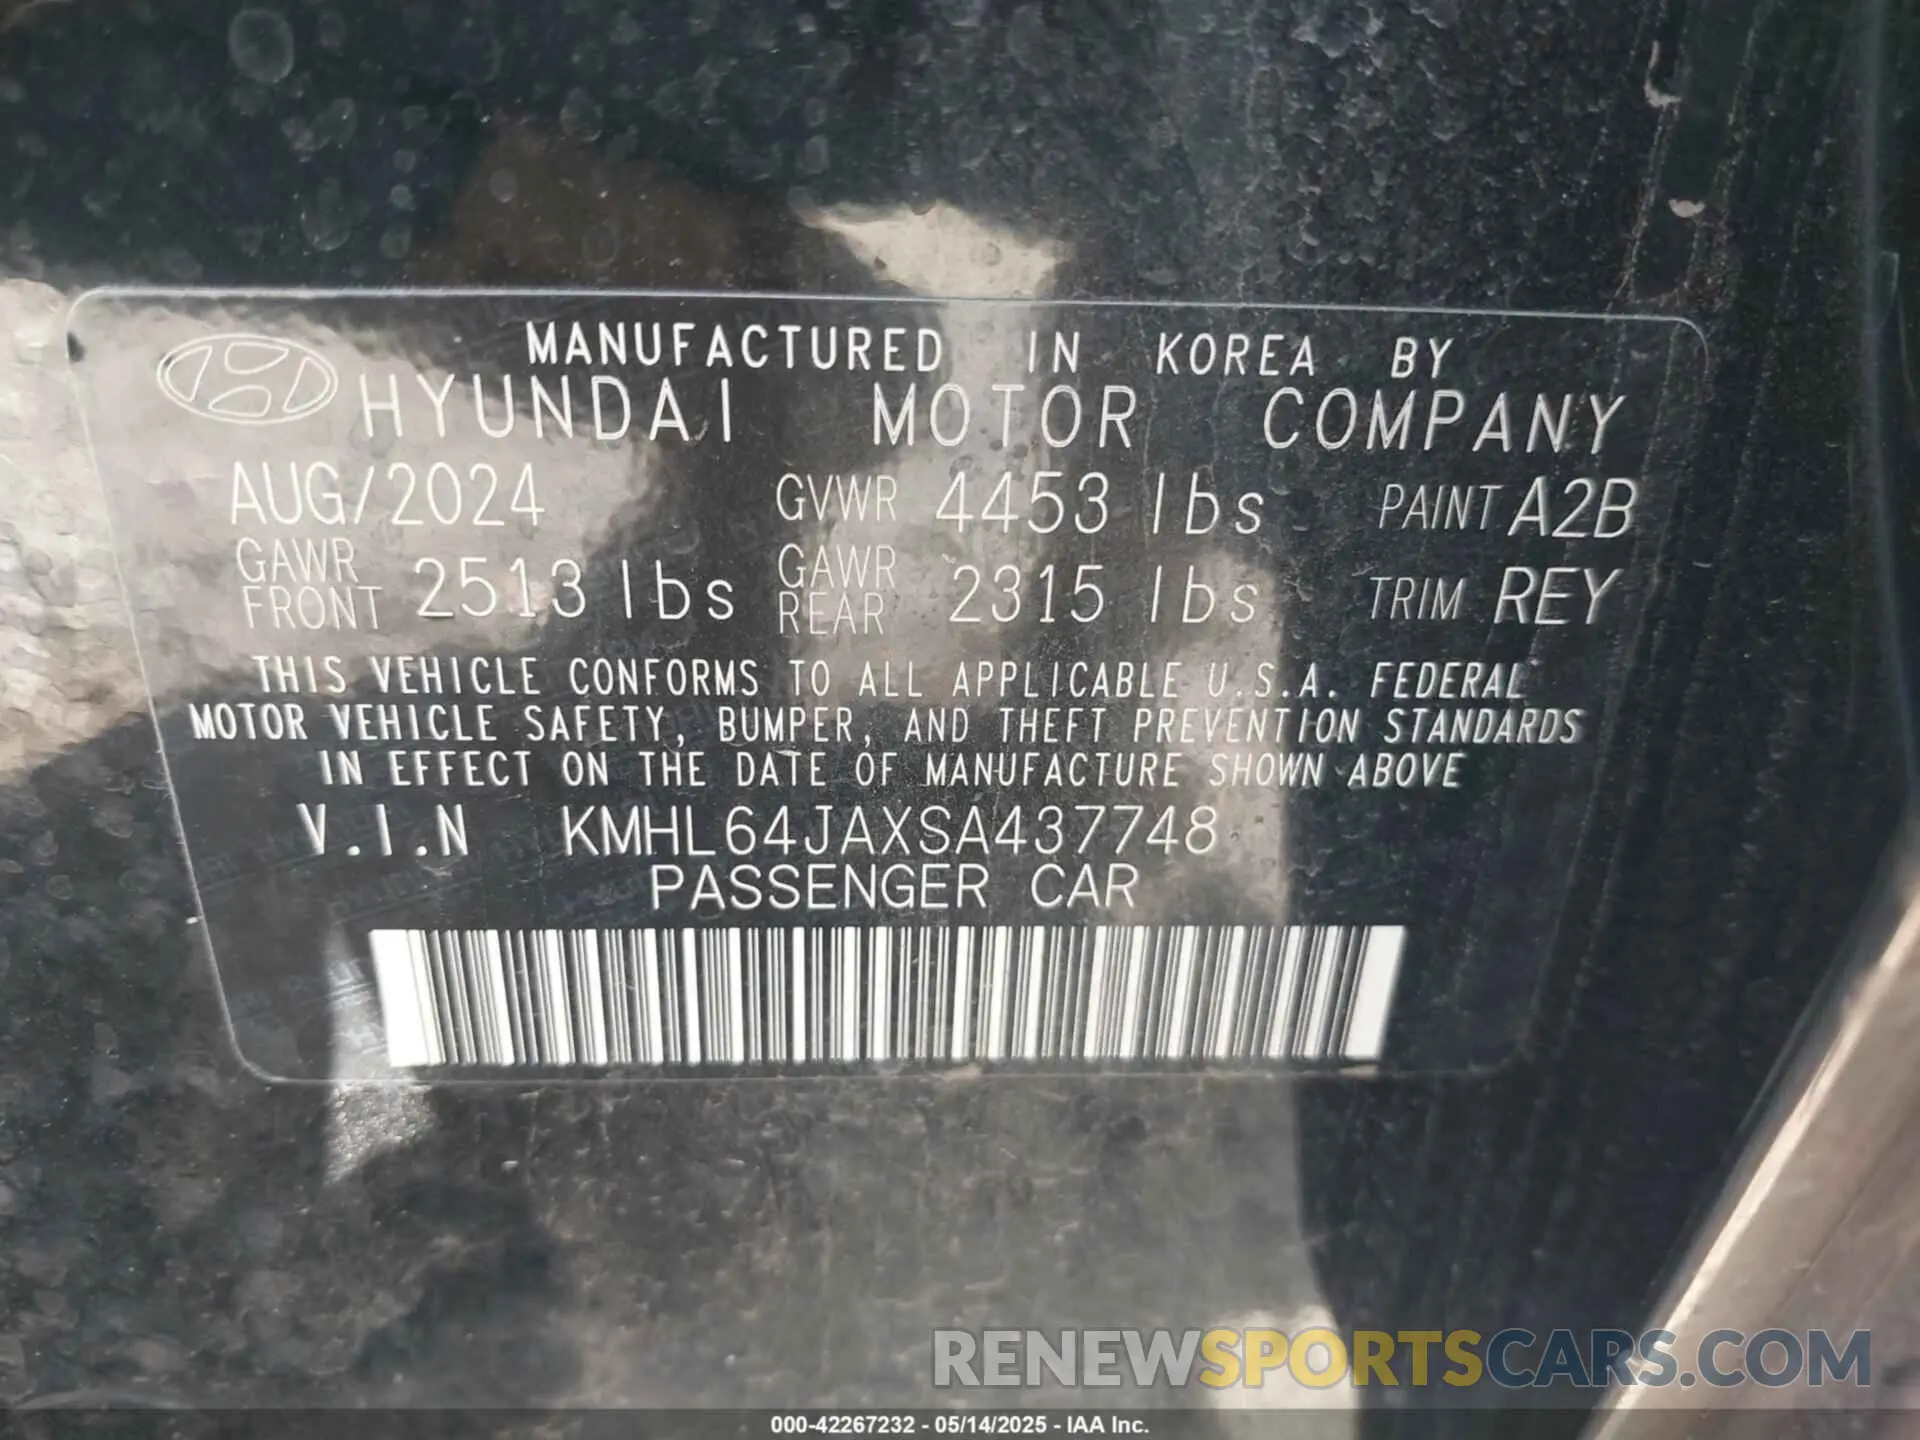 MANUFACTURED IN KOREA BY
HYUNDAI MOTOR COMPANY
AUG/2024 GVWR 4453 lbs PAINT A2B
GAWR FRONT 2513 lbs GAWR REAR 2315 lbs TRIM REY
THIS VEHICLE CONFORMS TO ALL APPLICABLE U.S.A. FEDERAL
MOTOR VEHICLE SAFETY, BUMPER, AND THEFT PREVENTION STANDARDS
IN EFFECT ON THE DATE OF MANUFACTURE SHOWN ABOVE
V.I.N KMHL64JAXSA437748
PASSENGER CAR
RENEWSPORTSCARS.COM
000-42267232 - 05/14/2025 - IAA Inc.